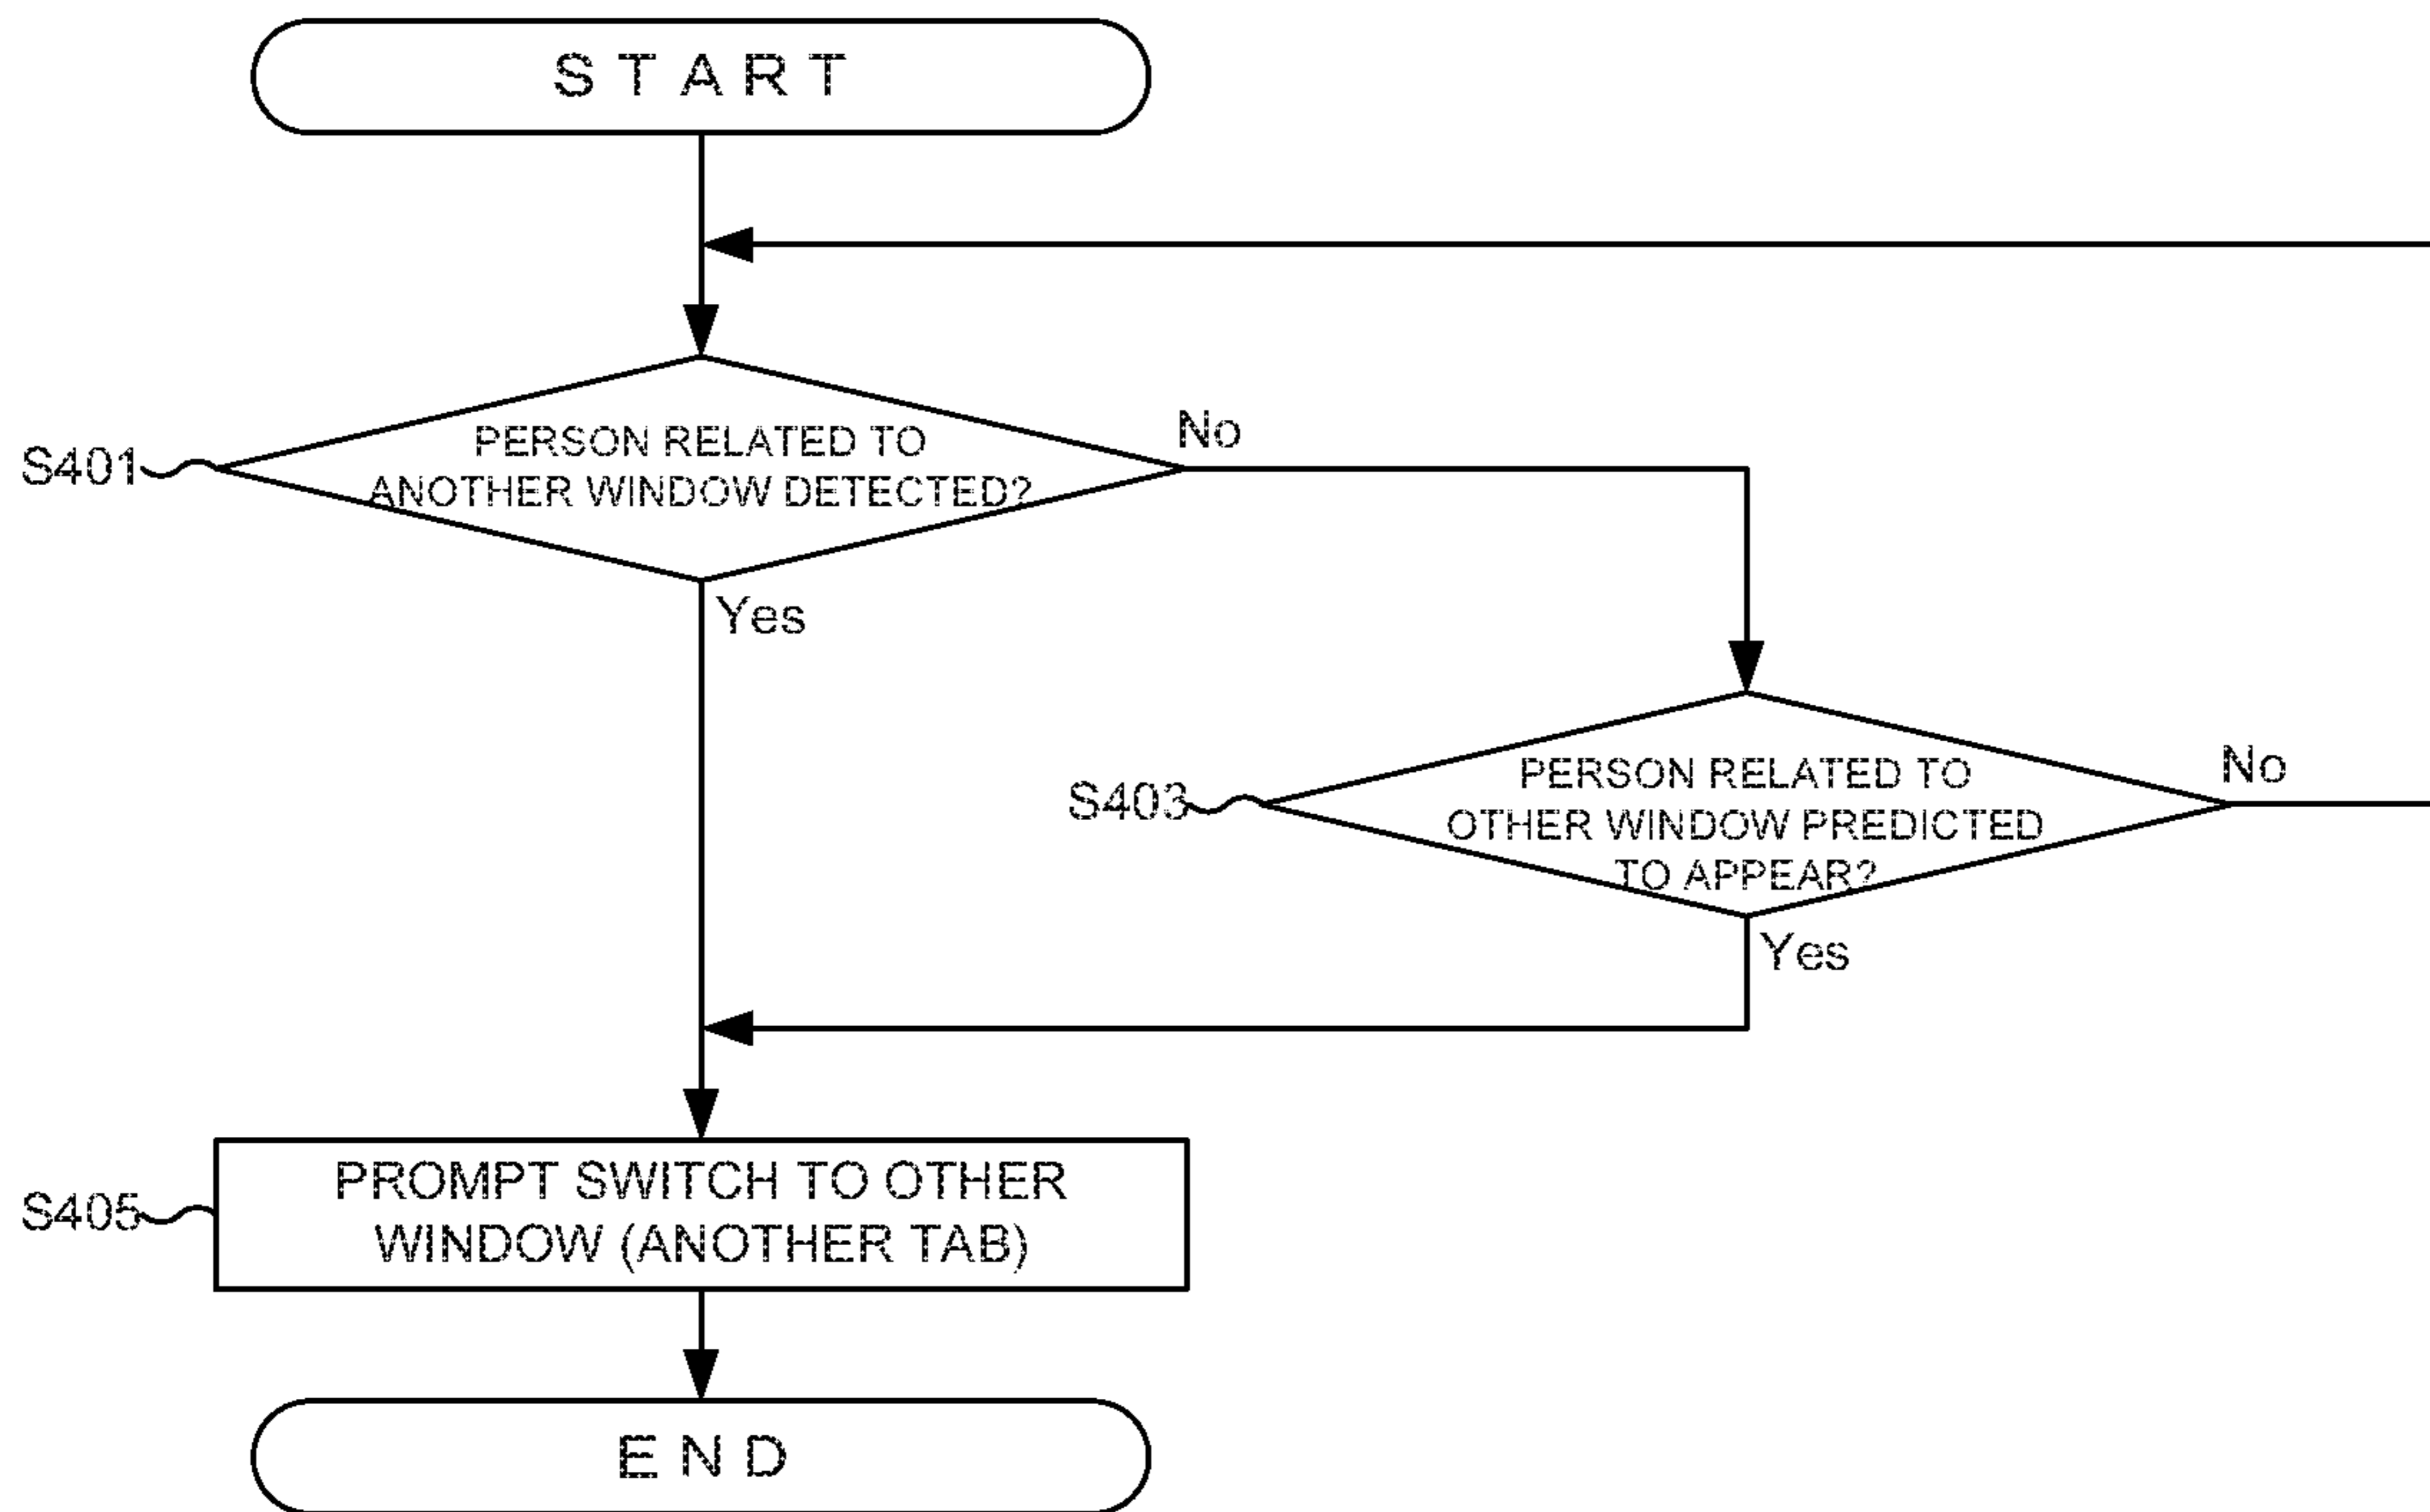 START
S401
PERSON RELATED TO
ANOTHER WINDOW DETECTED?
No
Yes
S403
PERSON RELATED TO
OTHER WINDOW PREDICTED
TO APPEAR?
No
Yes
S405
PROMPT SWITCH TO OTHER
WINDOW (ANOTHER TAB)
END